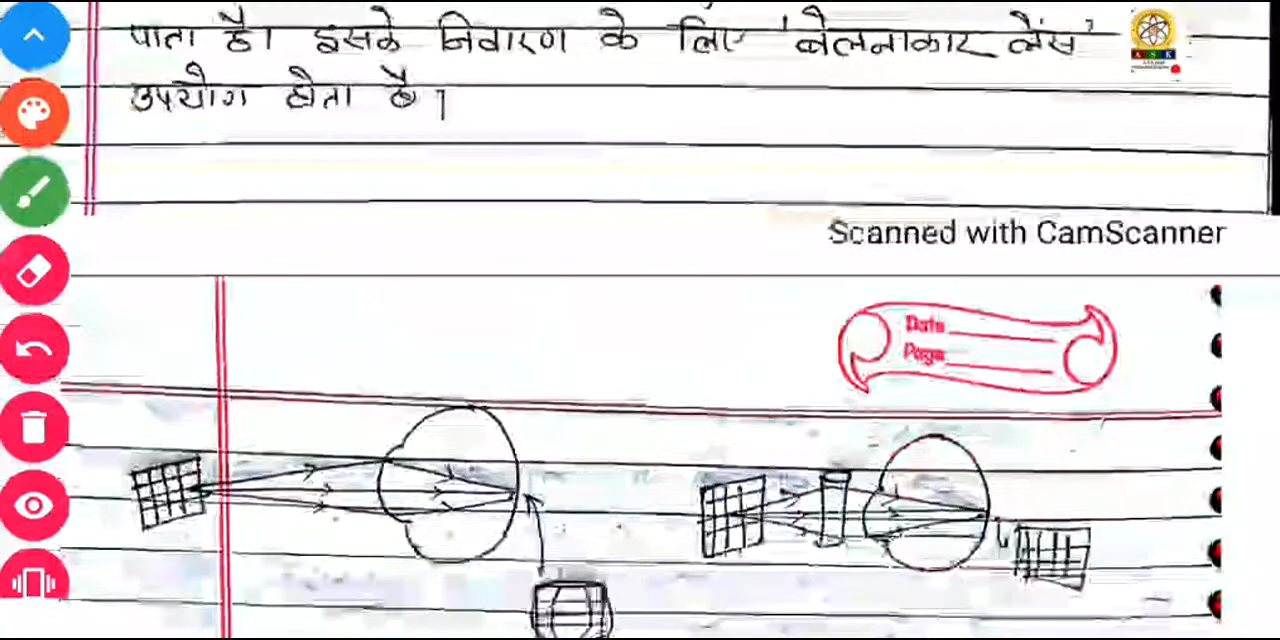 पाता है। इसके निवारण के लिए 'बेलनाकार लैंस'
उपयोग होता है।
A S K
Scanned with CamScanner
Date
Page